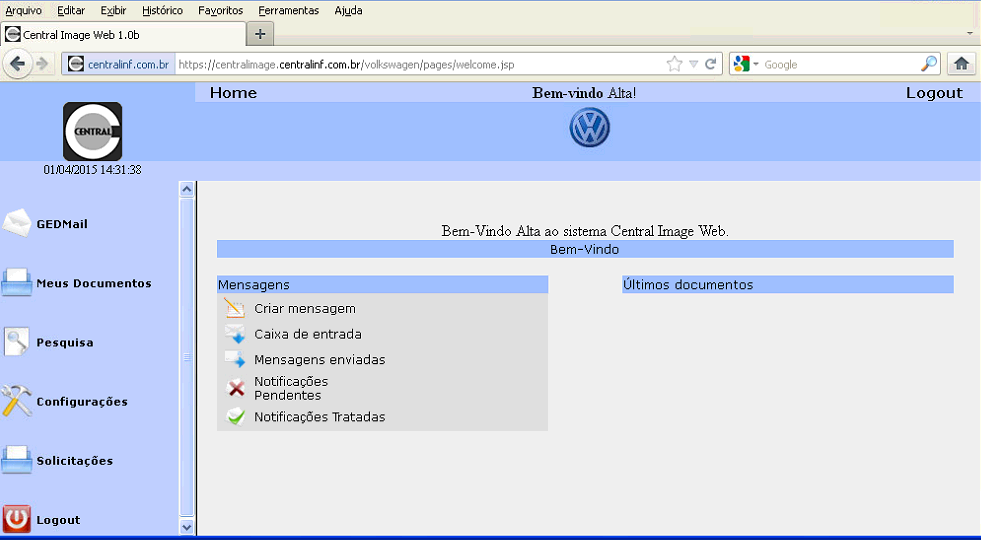 Arquivo Editar Exibir Histórico Favoritos Ferramentas Ajuda
Central Image Web 1.0b
centralinf.com.br https://centralimage.centralinf.com.br/volkswagen/pages/welcome.jsp Google
Home Bem-vindo Alta! Logout
CENTRAL
01/04/2015 14:31:38
GEDMail
Meus Documentos
Pesquisa
Configurações
Solicitações
Logout
Bem-Vindo Alta ao sistema Central Image Web.
Bem-Vindo
Mensagens
Criar mensagem
Caixa de entrada
Mensagens enviadas
Notificações
Pendentes
Notificações Tratadas
Últimos documentos